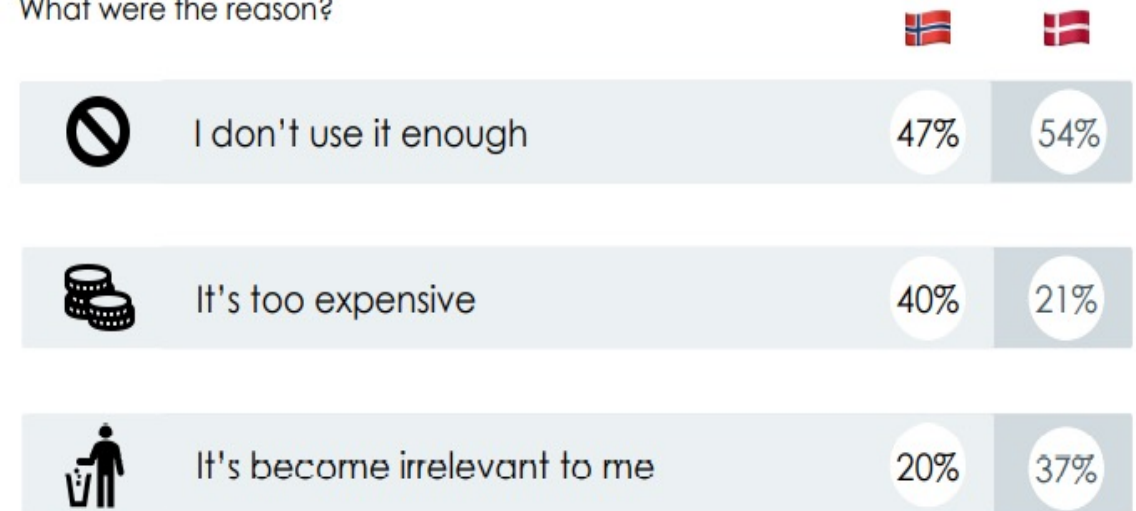 What were the reason?
I don't use it enough 47% 54%
It's too expensive 40% 21%
It's become irrelevant to me 20% 37%